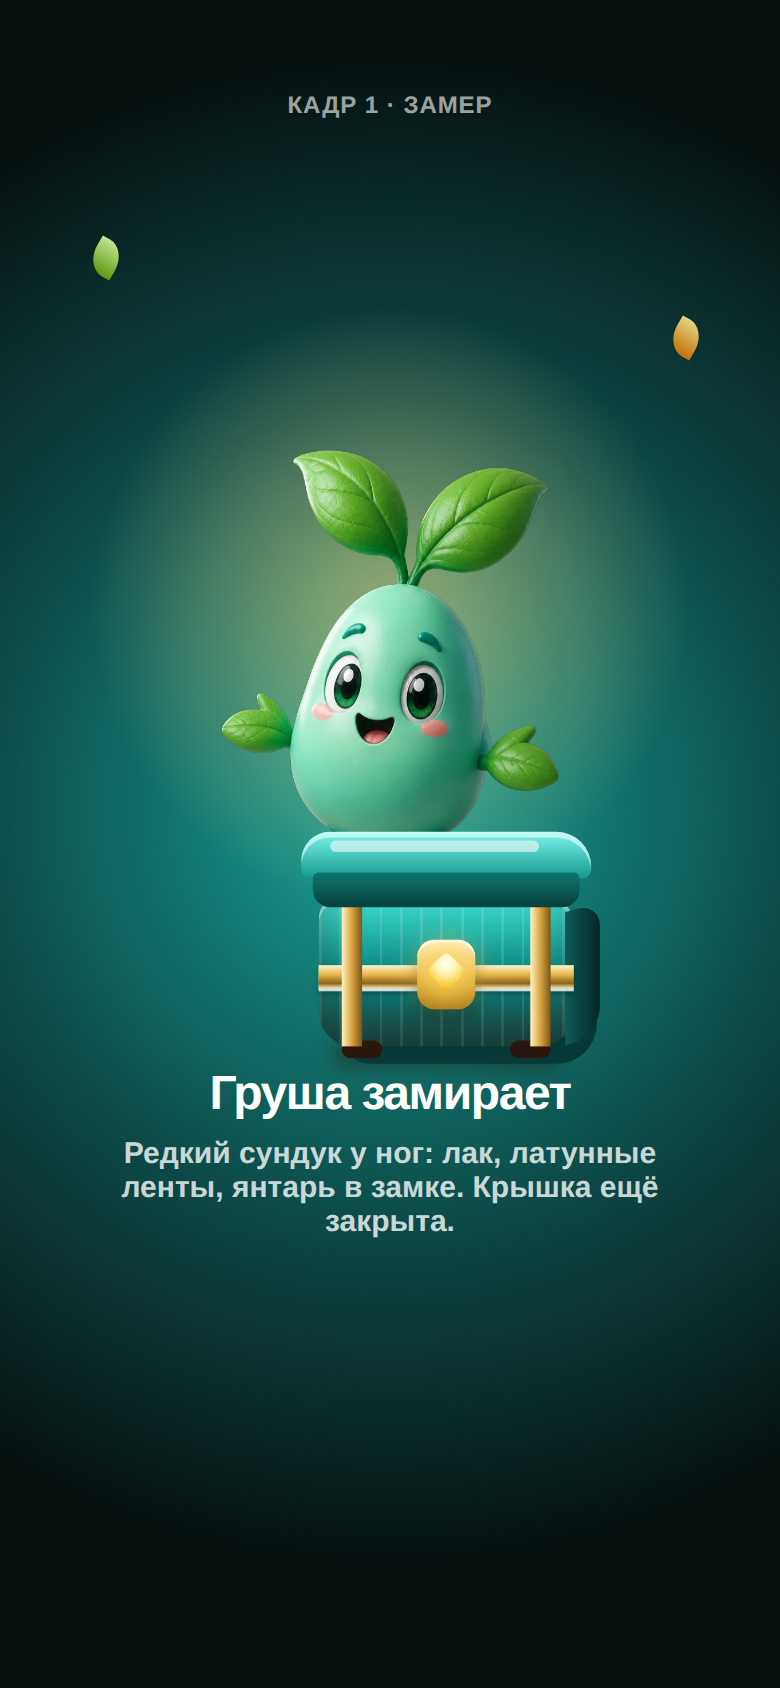 КАДР 1 · ЗАМЕР
Груша замирает
Редкий сундук у ног: лак, латунные
ленты, янтарь в замке. Крышка ещё
закрыта.